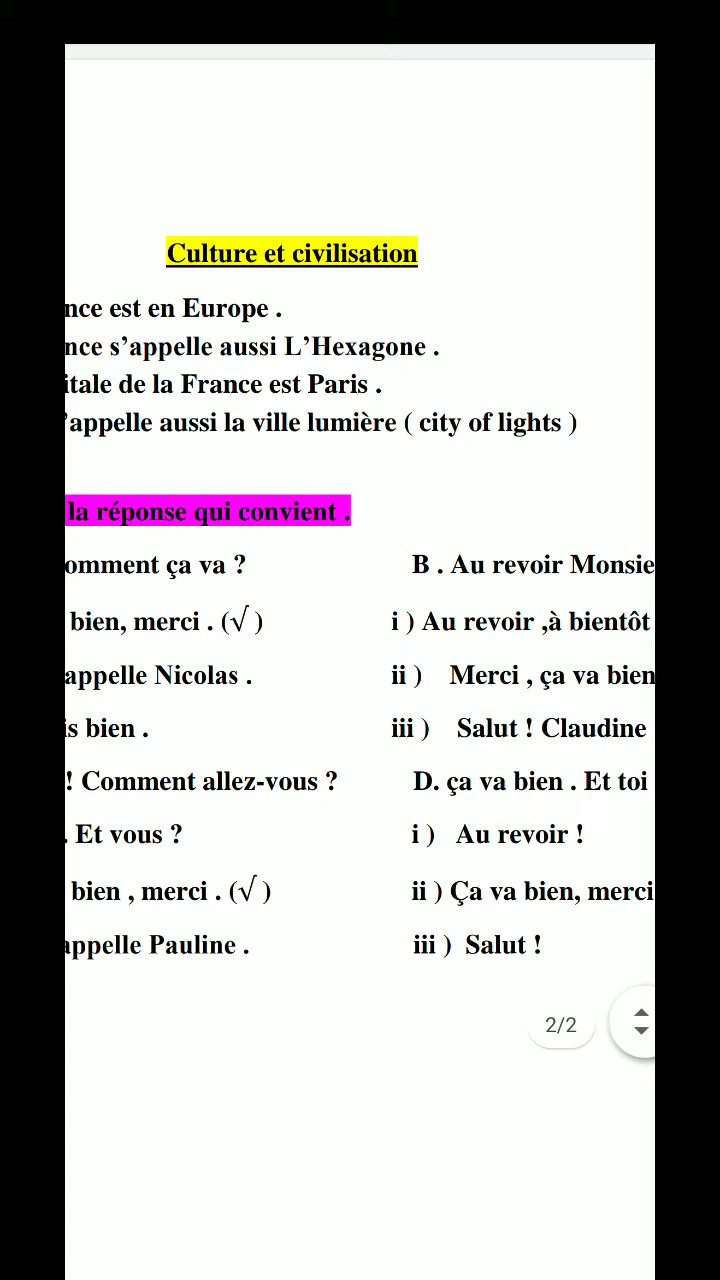 Culture et civilisation
nce est en Europe .
nce s’appelle aussi L’Hexagone .
itale de la France est Paris .
’appelle aussi la ville lumière ( city of lights )
la réponse qui convient .
omment ça va ? B . Au revoir Monsie
bien, merci . (√ ) i ) Au revoir ,à bientôt
appelle Nicolas . ii ) Merci , ça va bien
is bien . iii ) Salut ! Claudine
! Comment allez-vous ? D. ça va bien . Et toi
. Et vous ? i ) Au revoir !
bien , merci . (√ ) ii ) Ça va bien, merci
appelle Pauline . iii ) Salut !
2/2